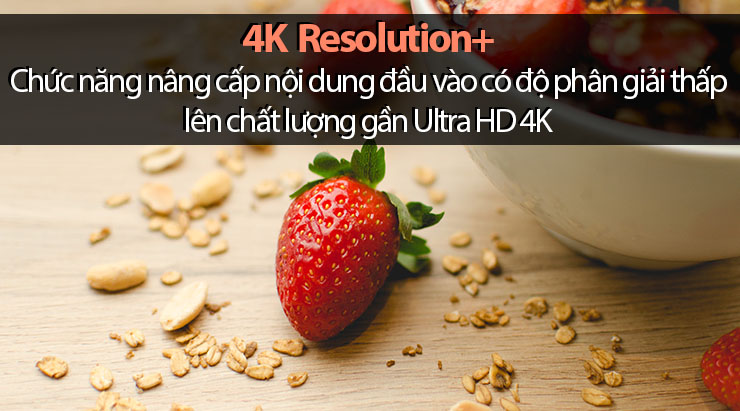 4K Resolution+
Chức năng nâng cấp nội dung đầu vào có độ phân giải thấp
lên chất lượng gần Ultra HD 4K